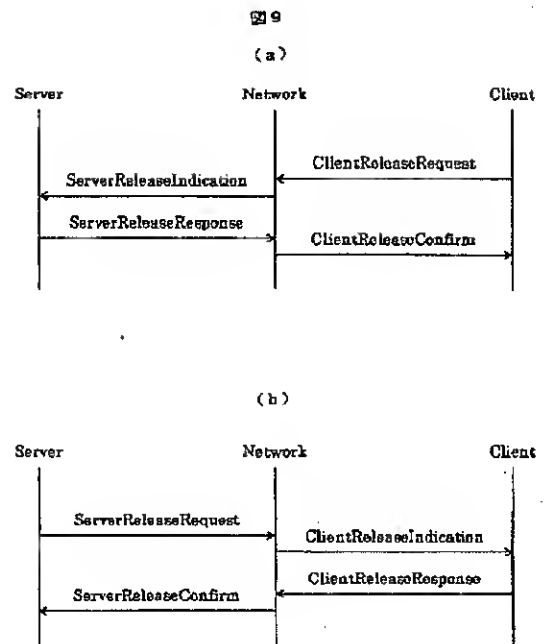 図9
(a)
Server Network Client
ClientReleaseRequest
ServerReleaseIndication
ServerReleaseResponse
ClientReleaseConfirm
(b)
Server Network Client
ServerReleaseRequest
ClientReleaseIndication
ClientReleaseResponse
ServerReleaseConfirm